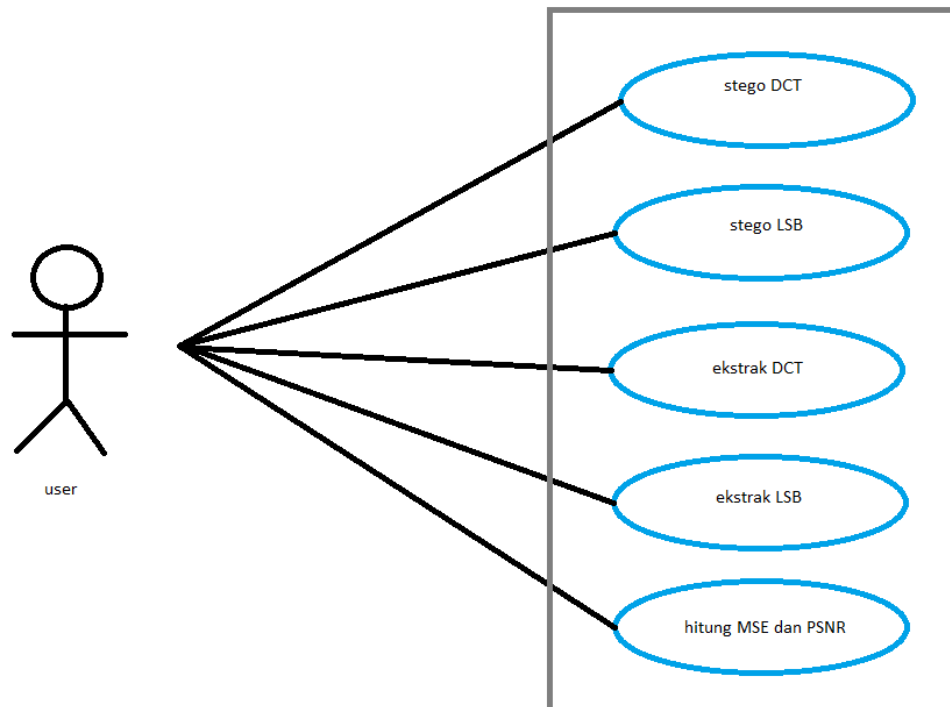 stego DCT
stego LSB
ekstrak DCT
ekstrak LSB
hitung MSE dan PSNR
user